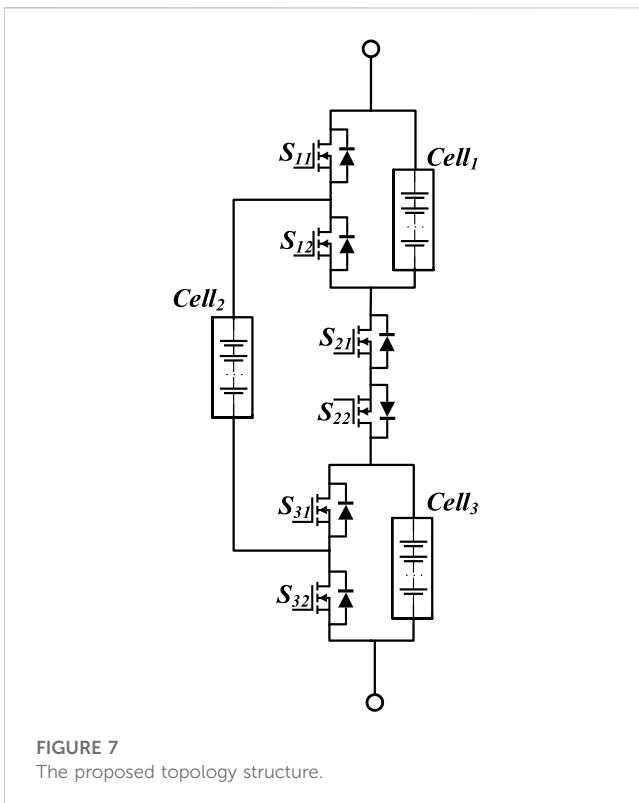 S11
Cell1
S12
Cell2
S21
S22
S31
Cell3
S32
FIGURE 7
The proposed topology structure.